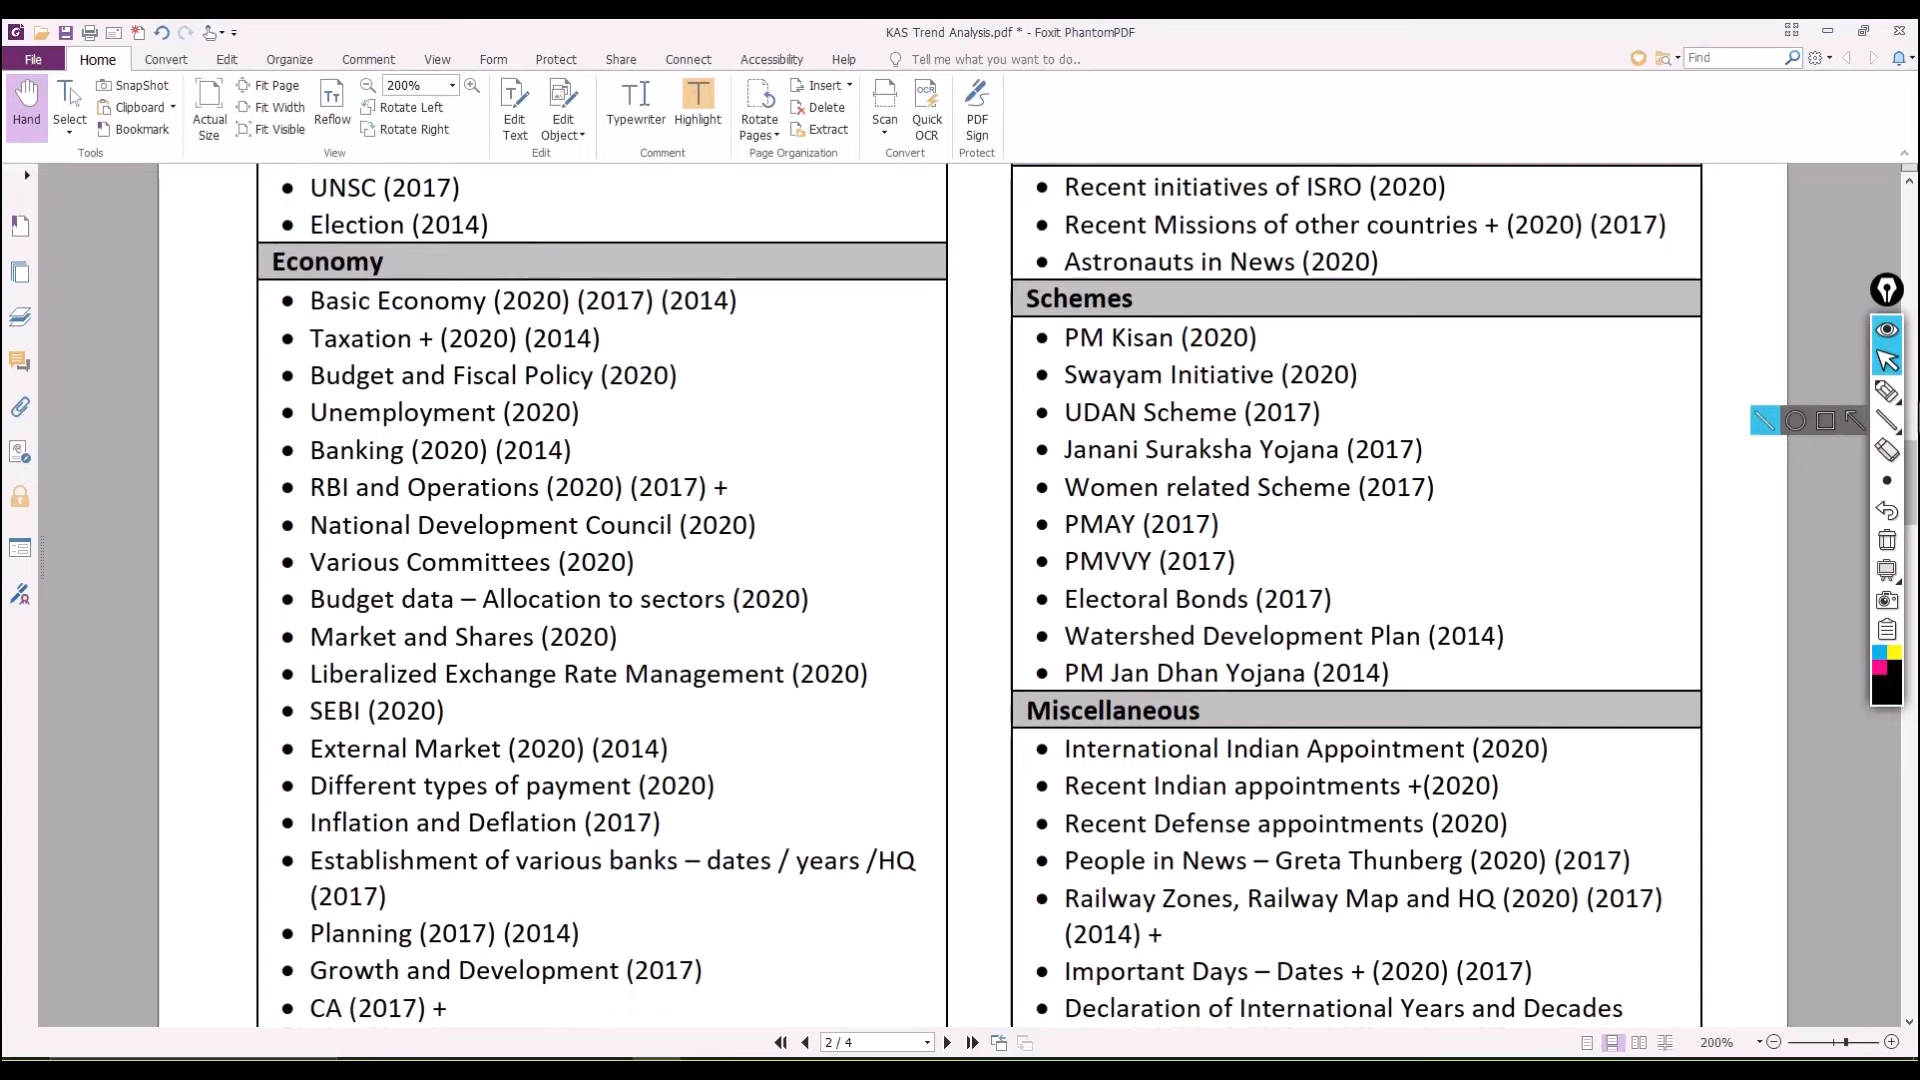 KAS Trend Analysis.pdf * - Foxit PhantomPDF
File Home Convert Edit Organize Comment View Form Protect Share Connect Accessibility Help Tell me what you want to do.. Find
Hand
Select
SnapShot
Clipboard
Bookmark
Tools
Actual Size
Fit Page
Fit Width
Fit Visible
Reflow
200%
Rotate Left
Rotate Right
View
Edit Text
Edit Object
Edit
Typewriter
Highlight
Comment
Rotate Pages
Insert
Delete
Extract
Page Organization
Scan
Quick OCR
Convert
PDF Sign
Protect
• UNSC (2017)
• Election (2014)
Economy
• Basic Economy (2020) (2017) (2014)
• Taxation + (2020) (2014)
• Budget and Fiscal Policy (2020)
• Unemployment (2020)
• Banking (2020) (2014)
• RBI and Operations (2020) (2017) +
• National Development Council (2020)
• Various Committees (2020)
• Budget data – Allocation to sectors (2020)
• Market and Shares (2020)
• Liberalized Exchange Rate Management (2020)
• SEBI (2020)
• External Market (2020) (2014)
• Different types of payment (2020)
• Inflation and Deflation (2017)
• Establishment of various banks – dates / years /HQ
(2017)
• Planning (2017) (2014)
• Growth and Development (2017)
• CA (2017) +
• Recent initiatives of ISRO (2020)
• Recent Missions of other countries + (2020) (2017)
• Astronauts in News (2020)
Schemes
• PM Kisan (2020)
• Swayam Initiative (2020)
• UDAN Scheme (2017)
• Janani Suraksha Yojana (2017)
• Women related Scheme (2017)
• PMAY (2017)
• PMVVY (2017)
• Electoral Bonds (2017)
• Watershed Development Plan (2014)
• PM Jan Dhan Yojana (2014)
Miscellaneous
• International Indian Appointment (2020)
• Recent Indian appointments +(2020)
• Recent Defense appointments (2020)
• People in News – Greta Thunberg (2020) (2017)
• Railway Zones, Railway Map and HQ (2020) (2017)
(2014) +
• Important Days – Dates + (2020) (2017)
• Declaration of International Years and Decades
2 / 4
200%